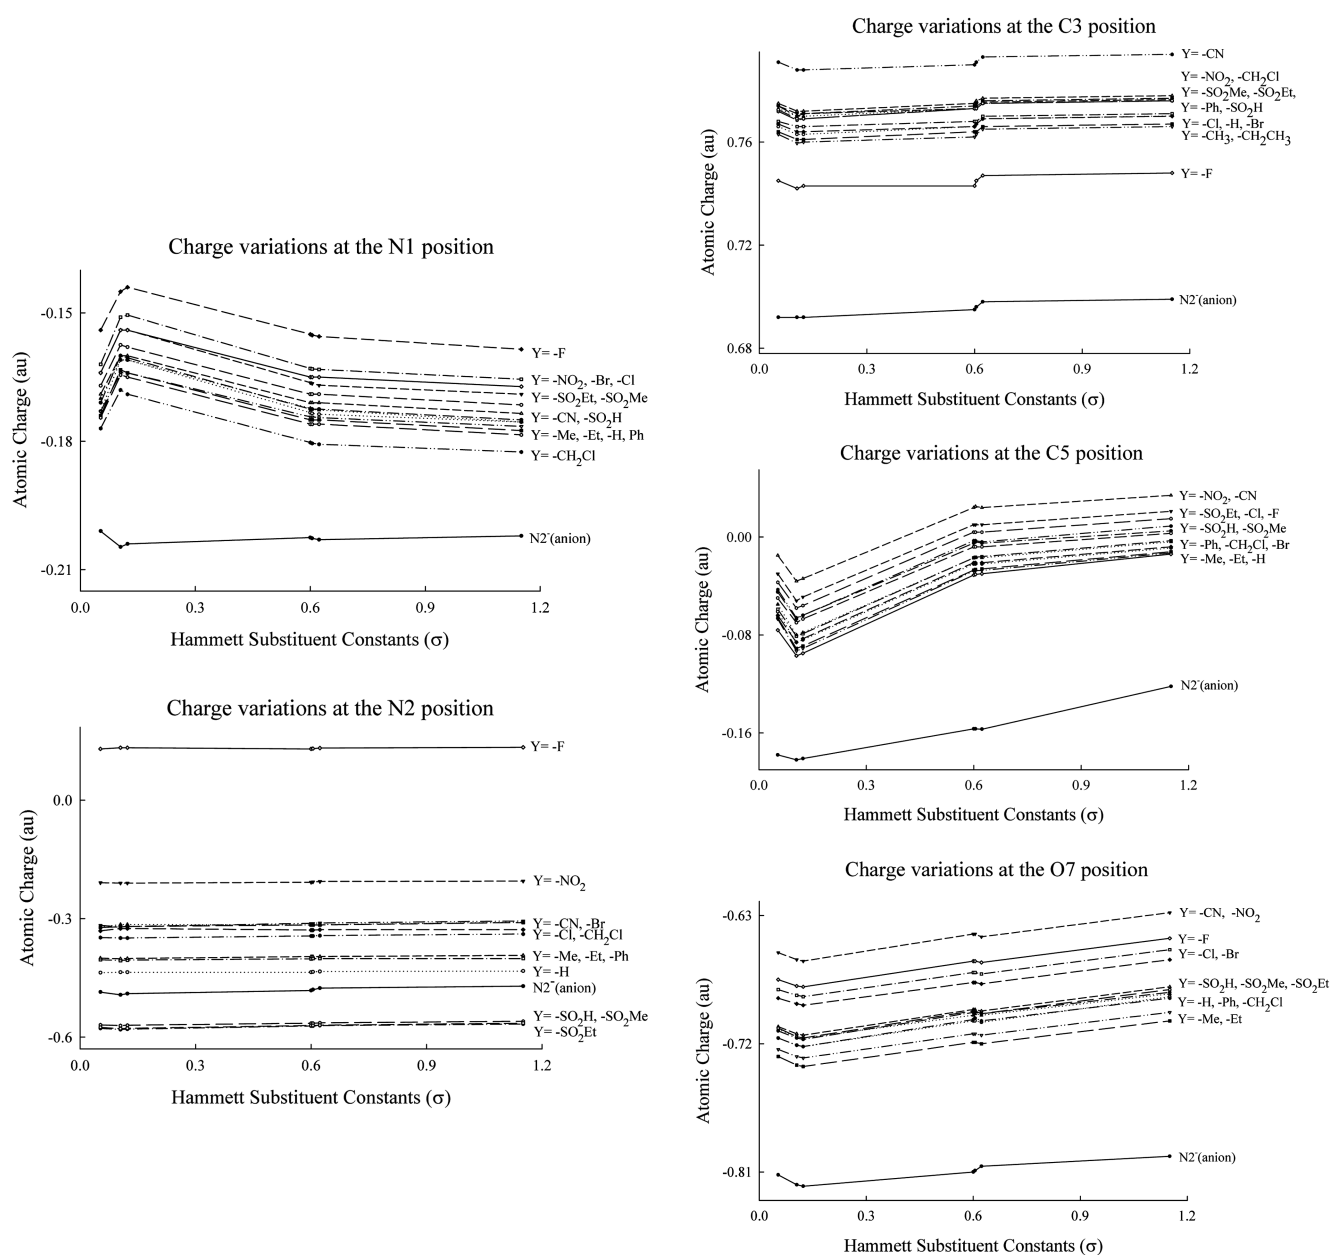 Charge variations at the N1 position
Atomic Charge (au)
-0.15
-0.18
-0.21
0.0 0.3 0.6 0.9 1.2
Hammett Substituent Constants (σ)
Y= -F
Y= -NO2, -Br, -Cl
Y= -SO2Et, -SO2Me
Y= -CN, -SO2H
Y= -Me, -Et, -H, Ph
Y= -CH2Cl
N2-(anion)
Charge variations at the N2 position
Atomic Charge (au)
0.0
-0.3
-0.6
0.0 0.3 0.6 0.9 1.2
Hammett Substituent Constants (σ)
Y= -F
Y= -NO2
Y= -CN, -Br
Y= -Cl, -CH2Cl
Y= -Me, -Et, -Ph
Y= -H
N2-(anion)
Y= -SO2H, -SO2Me
Y= -SO2Et
Charge variations at the C3 position
Atomic Charge (au)
0.76
0.72
0.68
0.0 0.3 0.6 0.9 1.2
Hammett Substituent Constants (σ)
Y= -CN
Y= -NO2, -CH2Cl
Y= -SO2Me, -SO2Et,
Y= -Ph, -SO2H
Y= -Cl, -H, -Br
Y= -CH3, -CH2CH3
Y= -F
N2-(anion)
Charge variations at the C5 position
Atomic Charge (au)
0.00
-0.08
-0.16
0.0 0.3 0.6 0.9 1.2
Hammett Substituent Constants (σ)
Y= -NO2, -CN
Y= -SO2Et, -Cl, -F
Y= -SO2H, -SO2Me
Y= -Ph, -CH2Cl, -Br
Y= -Me, -Et, -H
N2-(anion)
Charge variations at the O7 position
Atomic Charge (au)
-0.63
-0.72
-0.81
0.0 0.3 0.6 0.9 1.2
Hammett Substituent Constants (σ)
Y= -CN, -NO2
Y= -F
Y= -Cl, -Br
Y= -SO2H, -SO2Me, -SO2Et
Y= -H, -Ph, -CH2Cl
Y= -Me, -Et
N2-(anion)